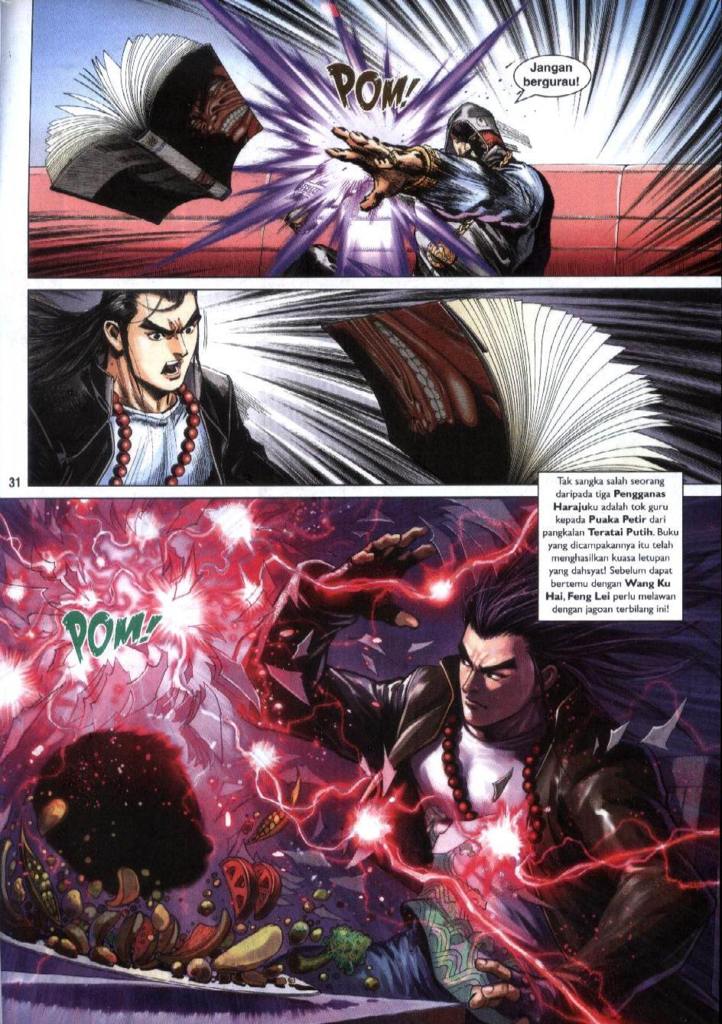 POM!
Jangan
bergurau!
31
Tak sangka salah seorang
daripada tiga Pengganas
Harajuku adalah tok guru
kepada Puaka Petir dari
pangkalan Teratai Putih. Buku
yang dicampakannya itu telah
menghasilkan kuasa letupan
yang dahsyat! Sebelum dapat
bertemu dengan Wang Ku
Hai, Feng Lei perlu melawan
dengan jagoan terbilang ini!
POM!